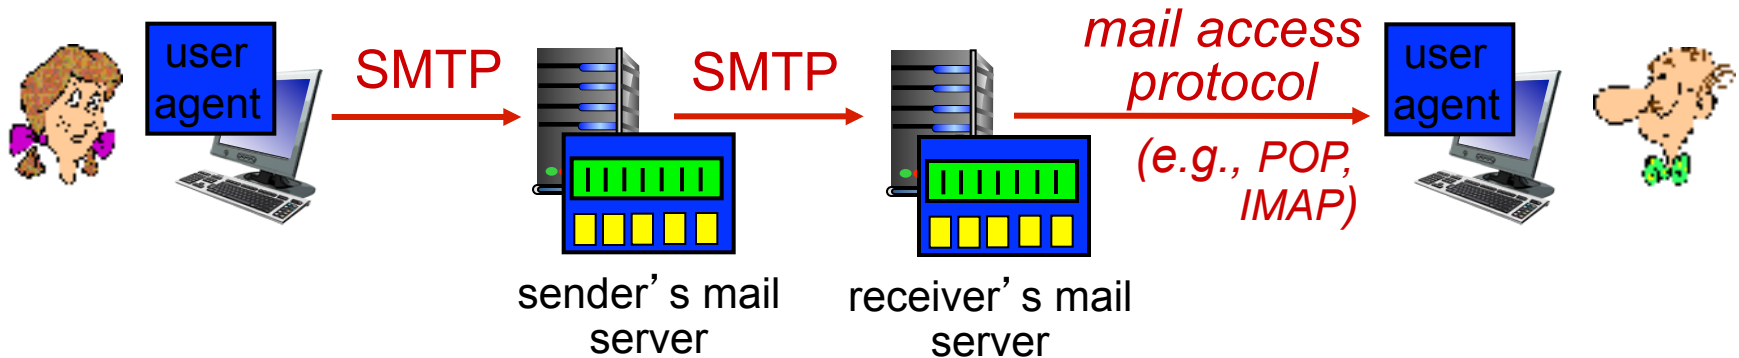 user
agent
SMTP
SMTP
mail access
protocol
(e.g., POP,
IMAP)
user
agent
sender’s mail
server
receiver’s mail
server